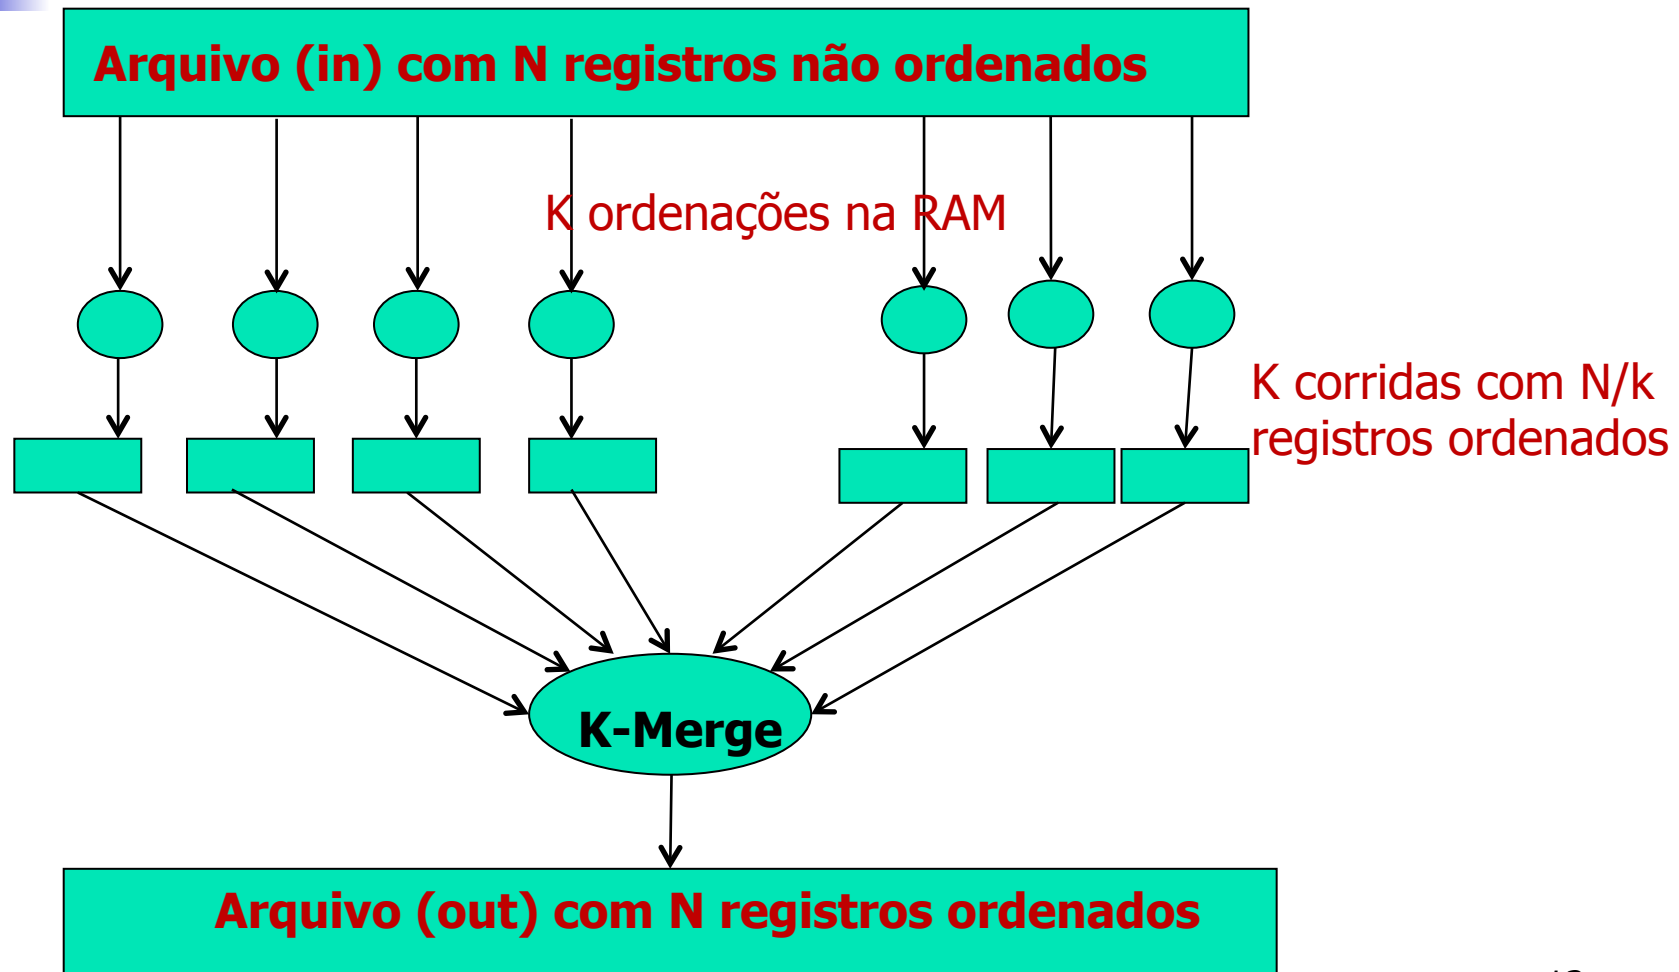 Arquivo (in) com N registros não ordenados
K ordenações na RAM
K corridas com N/k
registros ordenados
K-Merge
Arquivo (out) com N registros ordenados